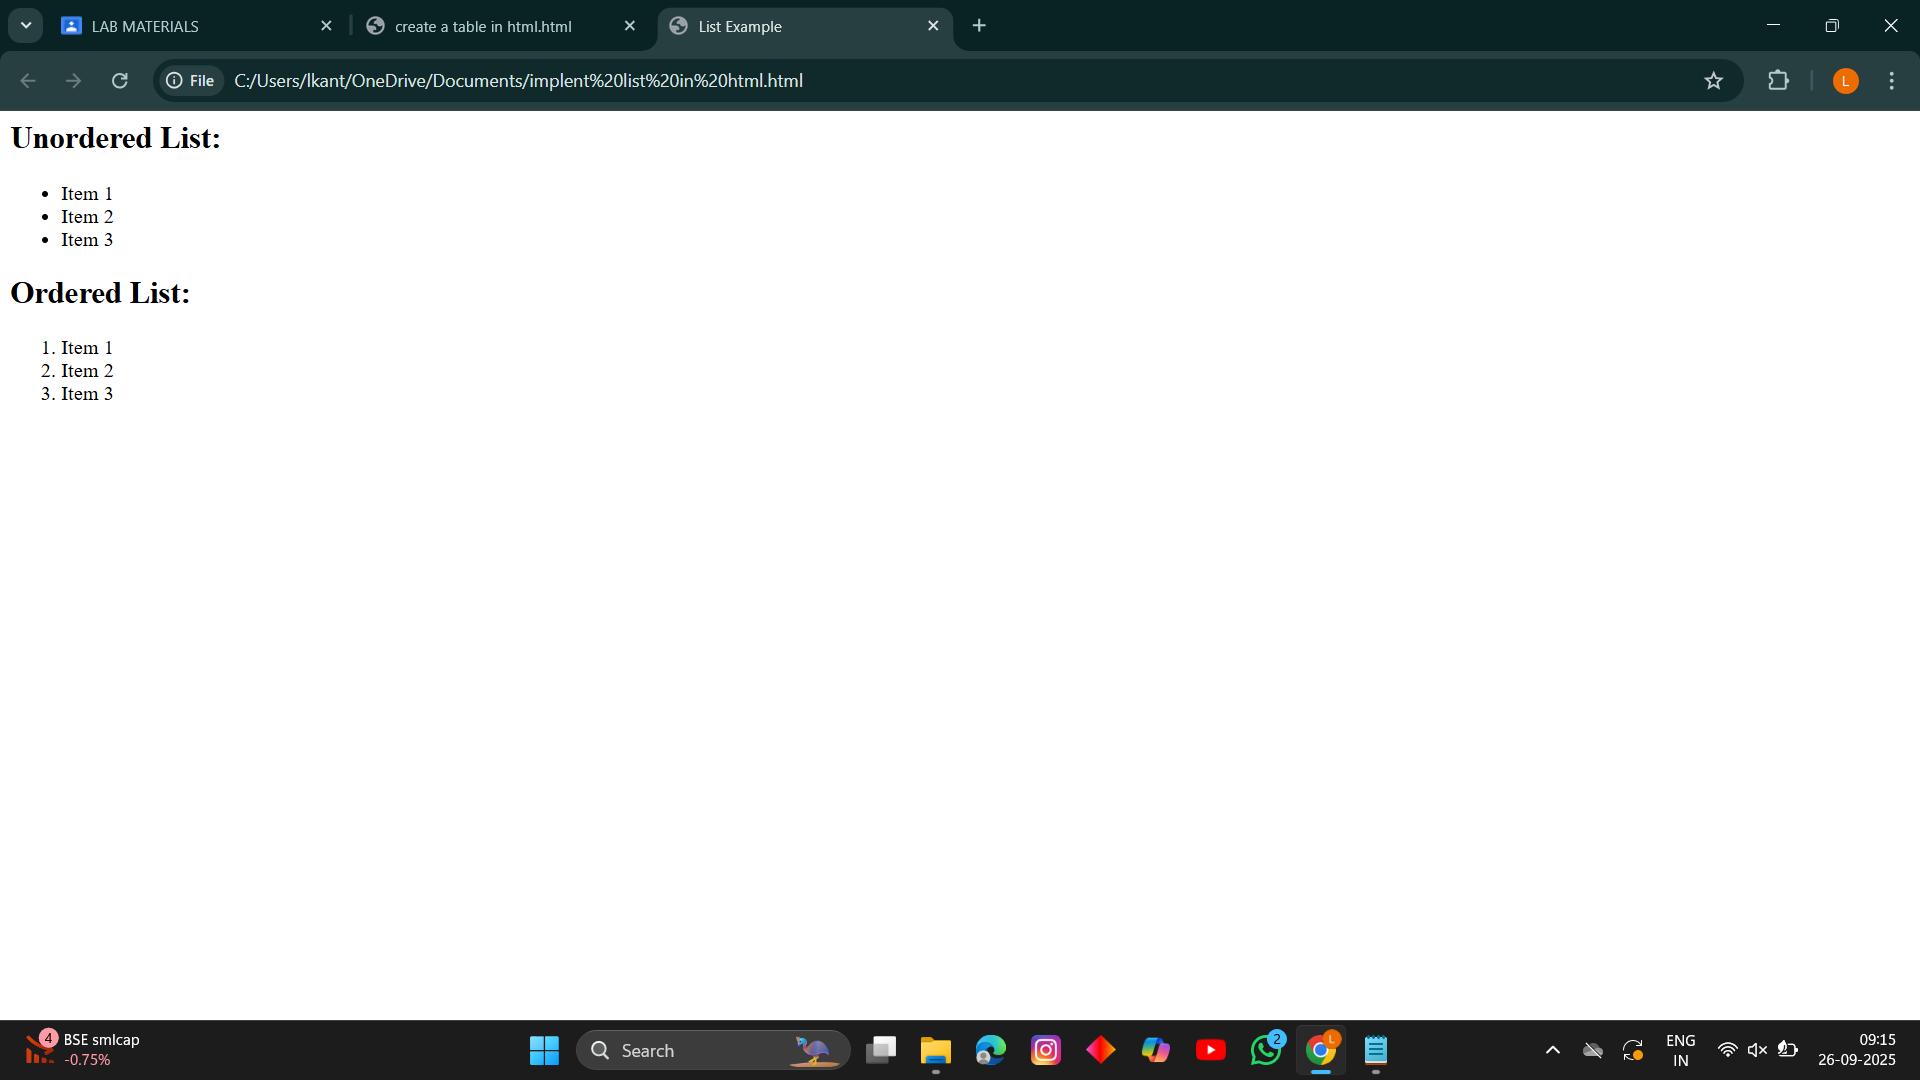 LAB MATERIALS
create a table in html.html
List Example
File
C:/Users/lkant/OneDrive/Documents/implent%20list%20in%20html.html
L
Unordered List:
• Item 1
• Item 2
• Item 3
Ordered List:
1. Item 1
2. Item 2
3. Item 3
4
BSE smlcap
-0.75%
Search
2
L
ENG
IN
09:15
26-09-2025